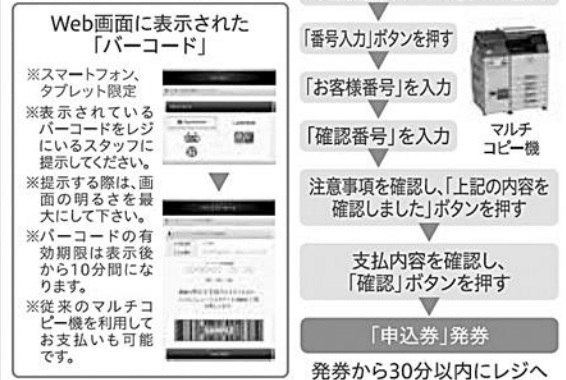 Web画面に表示された
「バーコード」
※スマートフォン、
タブレット限定
※表示されている
バーコードをレジ
にいるスタッフに
提示してください。
※提示する際は、画
面の明るさを最
大にして下さい。
※バーコードの有
効期限は表示後
から10分間にな
ります。
※従来のマルチコ
ピー機を利用して
お支払いも可能
です。
「番号入力」ボタンを押す
「お客様番号」を入力
「確認番号」を入力
マルチ
コピー機
注意事項を確認し、「上記の内容を
確認しました」ボタンを押す
支払内容を確認し、
「確認」ボタンを押す
「申込券」発券
発券から30分以内にレジへ